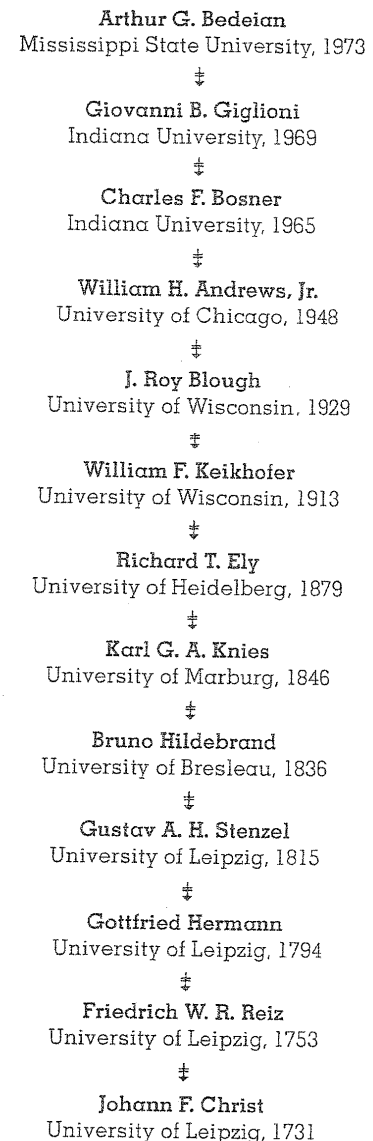 Arthur G. Bedeian
Mississippi State University, 1973
‡
Giovanni B. Giglioni
Indiana University, 1969
‡
Charles F. Bosner
Indiana University, 1965
‡
William H. Andrews, Jr.
University of Chicago, 1948
‡
J. Roy Blough
University of Wisconsin, 1929
‡
William F. Keikhofer
University of Wisconsin, 1913
‡
Richard T. Ely
University of Heidelberg, 1879
‡
Karl G. A. Knies
University of Marburg, 1846
‡
Bruno Hildebrand
University of Bresleau, 1836
‡
Gustav A. H. Stenzel
University of Leipzig, 1815
‡
Gottfried Hermann
University of Leipzig, 1794
‡
Friedrich W. R. Reiz
University of Leipzig, 1753
‡
Johann F. Christ
University of Leipzig, 1731